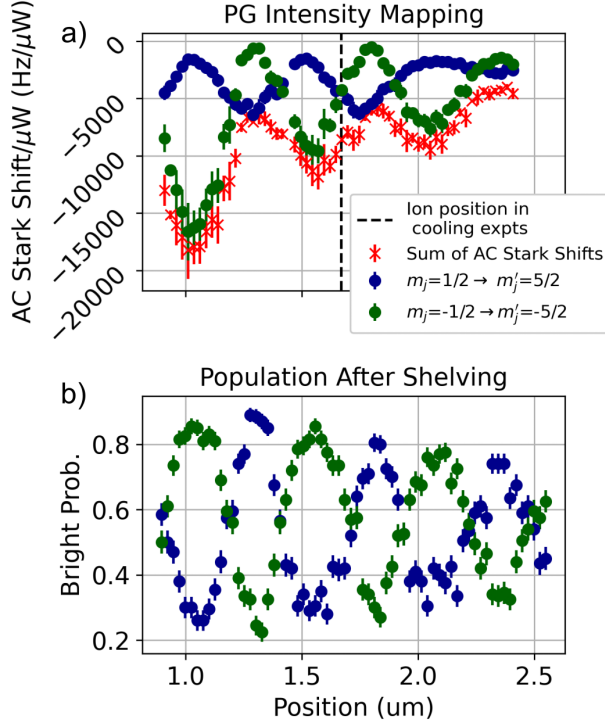 a)
PG Intensity Mapping
AC Stark Shift/μW (Hz/μW)
0
−5000
−10000
−15000
−20000
Ion position in
cooling expts
Sum of AC Stark Shifts
m_j=1/2→ m'_j=5/2
m_j=-1/2→m'_j=-5/2
b)
Population After Shelving
Bright Prob.
0.8
0.6
0.4
0.2
1.0 1.5 2.0 2.5
Position (um)